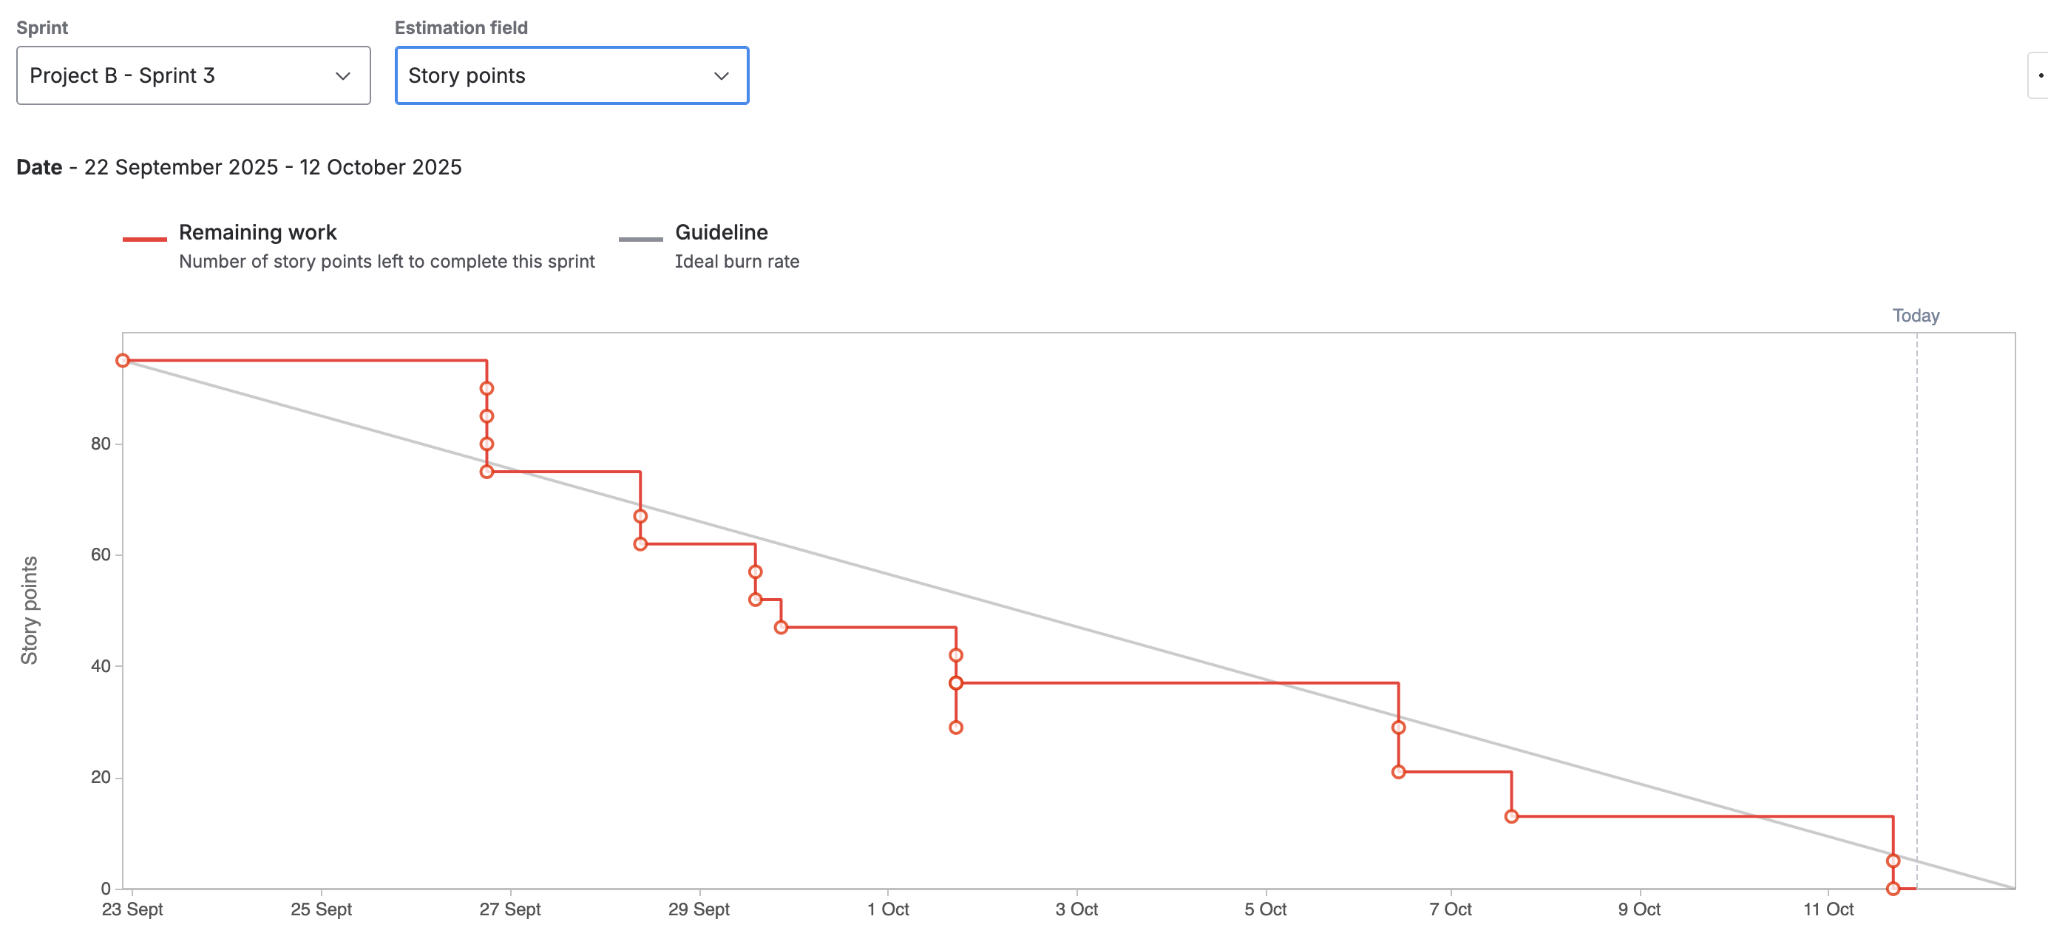 Sprint
Estimation field
Project B - Sprint 3
Story points
Date - 22 September 2025 - 12 October 2025
Remaining work
Number of story points left to complete this sprint
Guideline
Ideal burn rate
Today
Story points
80
60
40
20
0
23 Sept
25 Sept
27 Sept
29 Sept
1 Oct
3 Oct
5 Oct
7 Oct
9 Oct
11 Oct